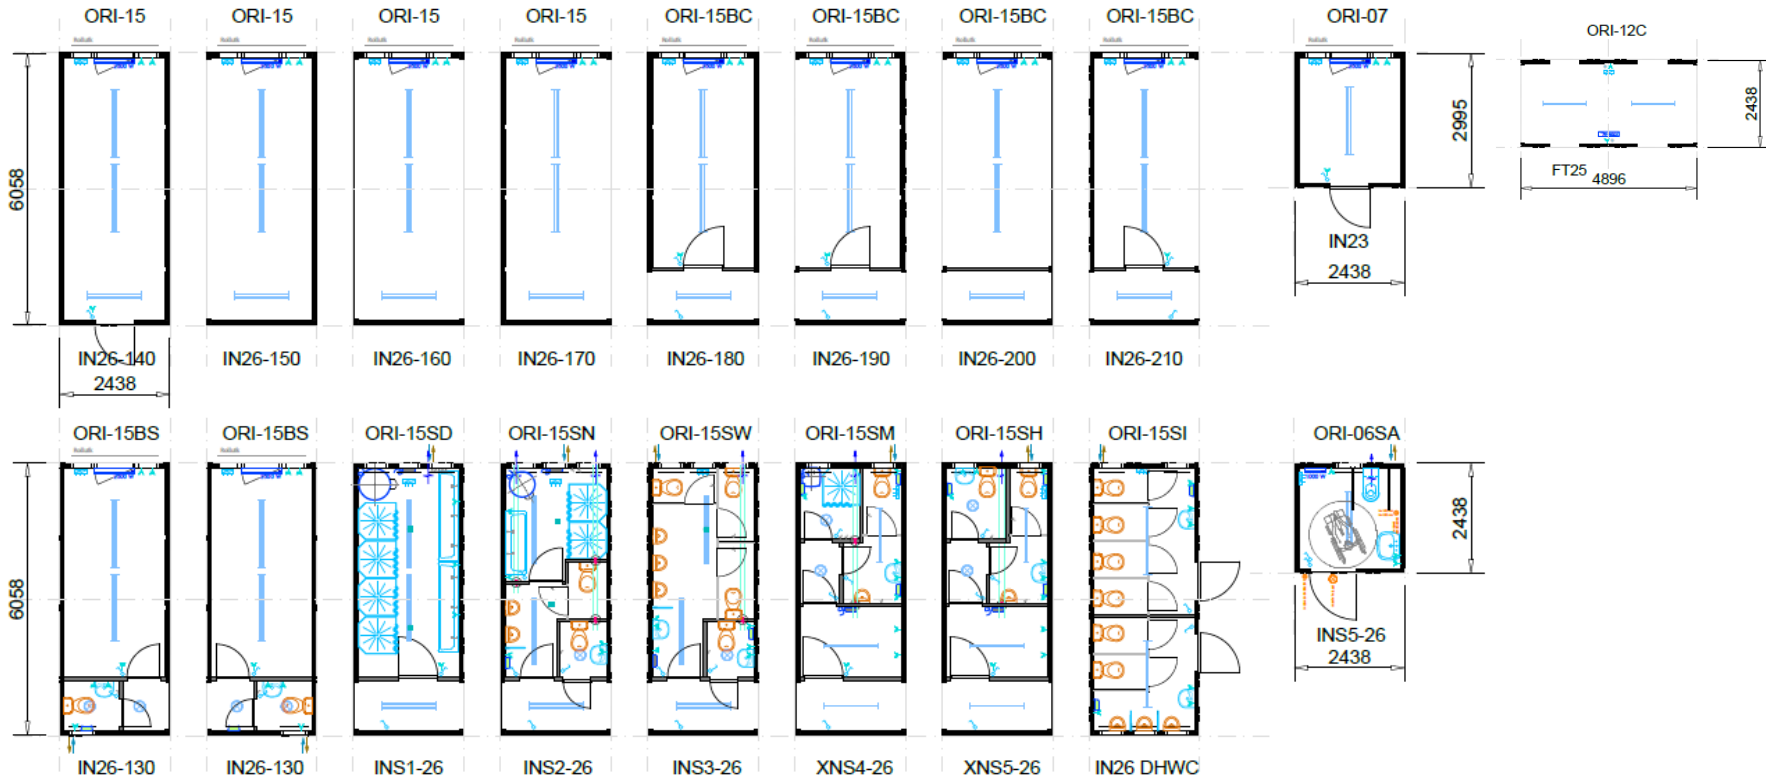 ORI-15
ORI-15
ORI-15
ORI-15
ORI-15BC
ORI-15BC
ORI-15BC
ORI-15BC
ORI-07
ORI-12C
6058
2995
2438
FT25
4896
IN23
2438
IN26-140
IN26-150
IN26-160
IN26-170
IN26-180
IN26-190
IN26-200
IN26-210
2438
ORI-15BS
ORI-15BS
ORI-15SD
ORI-15SN
ORI-15SW
ORI-15SM
ORI-15SH
ORI-15SI
ORI-06SA
6058
2438
INS5-26
2438
IN26-130
IN26-130
INS1-26
INS2-26
INS3-26
XNS4-26
XNS5-26
IN26 DHWC